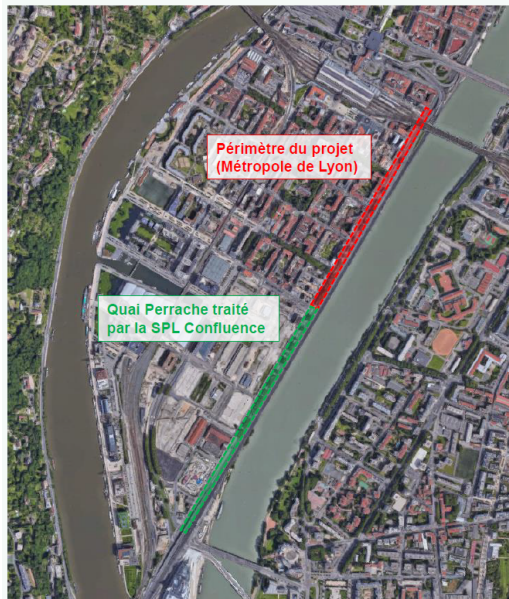 Périmètre du projet
(Métropole de Lyon)
Quai Perrache traité
par la SPL Confluence